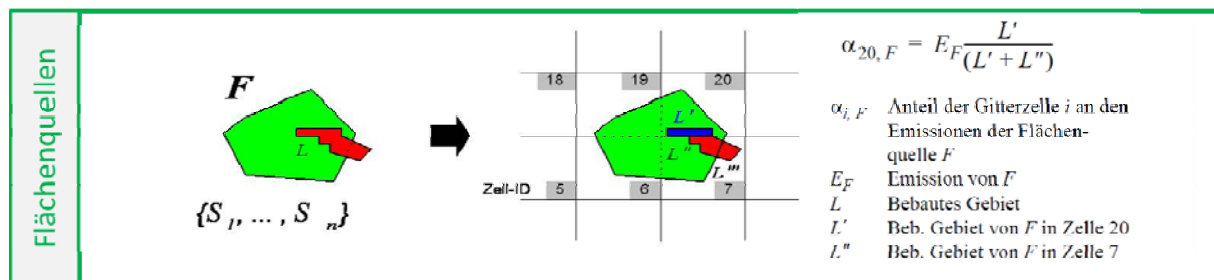 Flächenquellen
F
L
{S 1, ... , S n}
18
19
20
L'
L"
L'''
Zell-ID
5
6
7
α20, F = EF L' / (L' + L")
αi, F Anteil der Gitterzelle i an den
Emissionen der Flächen-
quelle F
EF Emission von F
L Bebautes Gebiet
L' Beb. Gebiet von F in Zelle 20
L" Beb. Gebiet von F in Zelle 7